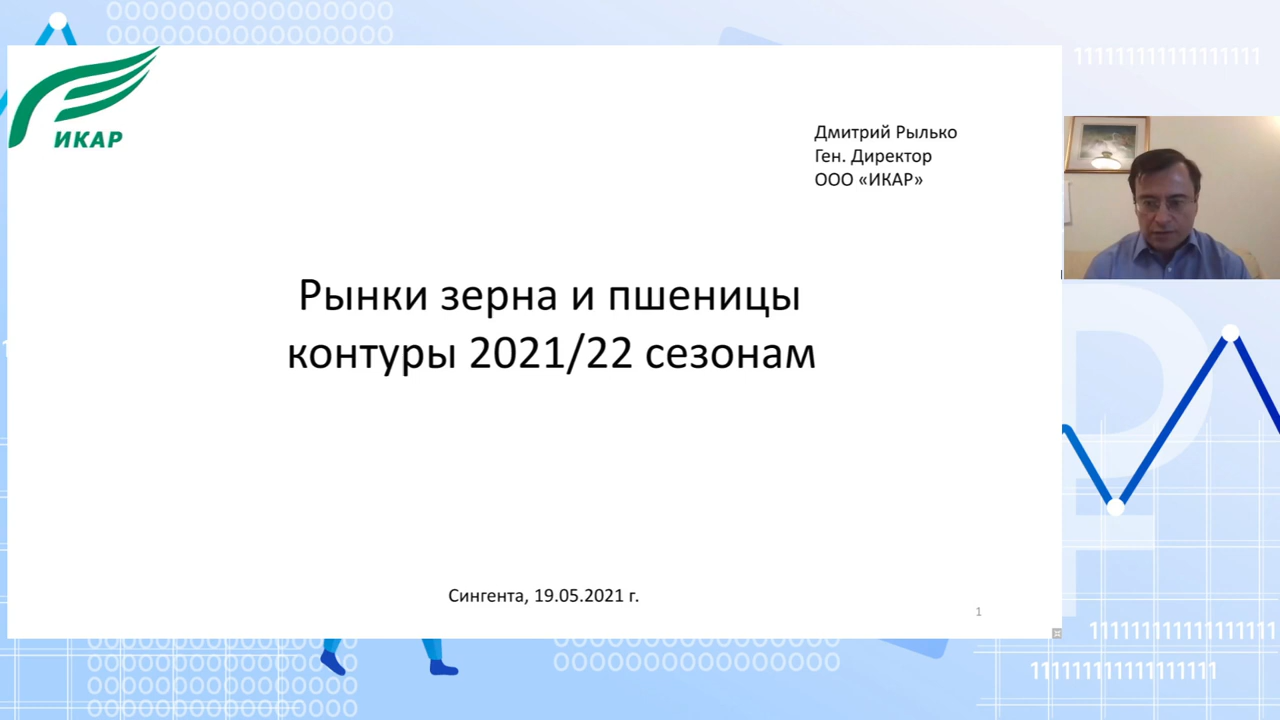 ИКАР
Дмитрий Рылько
Ген. Директор
ООО «ИКАР»
Рынки зерна и пшеницы
контуры 2021/22 сезонам
Сингента, 19.05.2021 г.
1